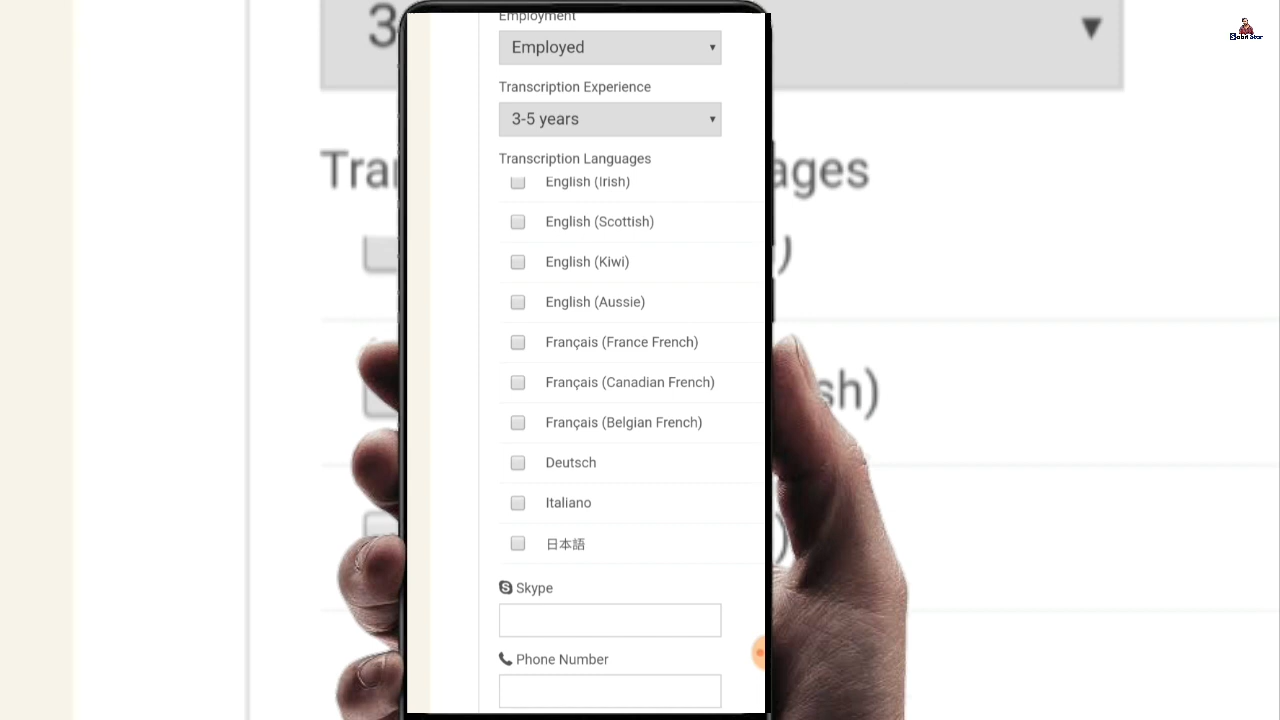 Employment
Employed
Transcription Experience
3-5 years
Transcription Languages
English (Irish)
English (Scottish)
English (Kiwi)
English (Aussie)
Français (France French)
Français (Canadian French)
Français (Belgian French)
Deutsch
Italiano
日本語
Skype
Phone Number